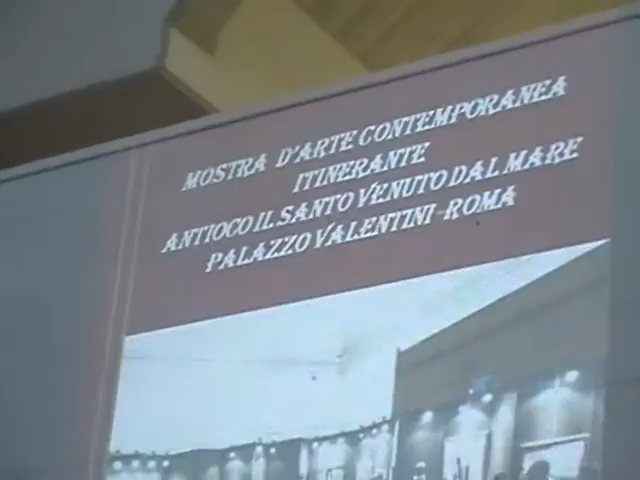 MOSTRA D'ARTE CONTEMPORANEA
ITINERANTE
ANTIOCO IL SANTO VENUTO DAL MARE
PALAZZO VALENTINI -ROMA